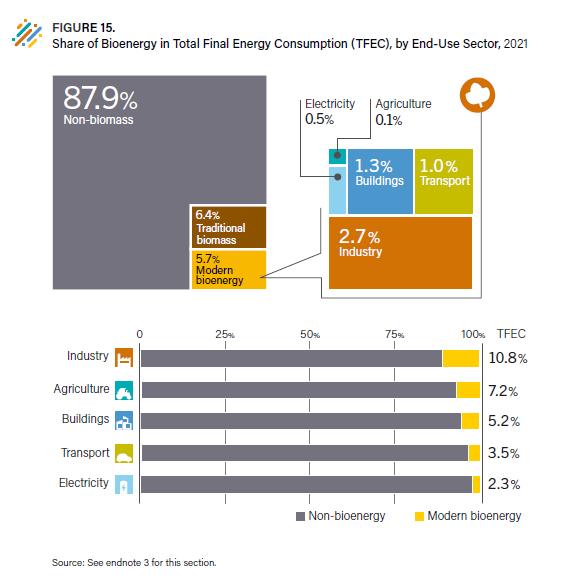 FIGURE 15.
Share of Bioenergy in Total Final Energy Consumption (TFEC), by End-Use Sector, 2021
87.9%
Non-biomass
6.4%
Traditional
biomass
5.7%
Modern
bioenergy
Electricity
0.5%
Agriculture
0.1%
1.3%
Buildings
1.0%
Transport
2.7%
Industry
0 25% 50% 75% 100% TFEC
Industry 10.8%
Agriculture 7.2%
Buildings 5.2%
Transport 3.5%
Electricity 2.3%
Non-bioenergy Modern bioenergy
Source: See endnote 3 for this section.